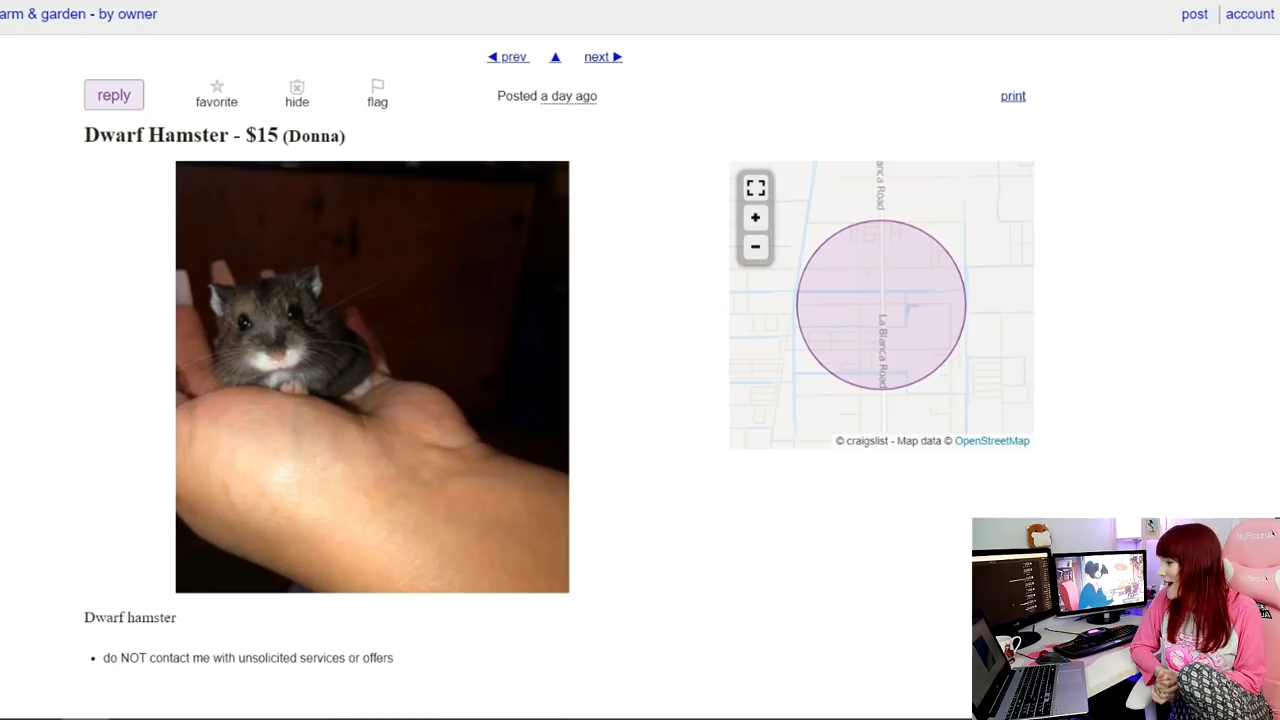 arm & garden - by owner
post
account
◀ prev ▲ next ▶
reply
favorite
hide
flag
Posted a day ago
print
Dwarf Hamster - $15 (Donna)
anca Road
+
-
La Blanca Road
© craigslist - Map data © OpenStreetMap
Dwarf hamster
• do NOT contact me with unsolicited services or offers